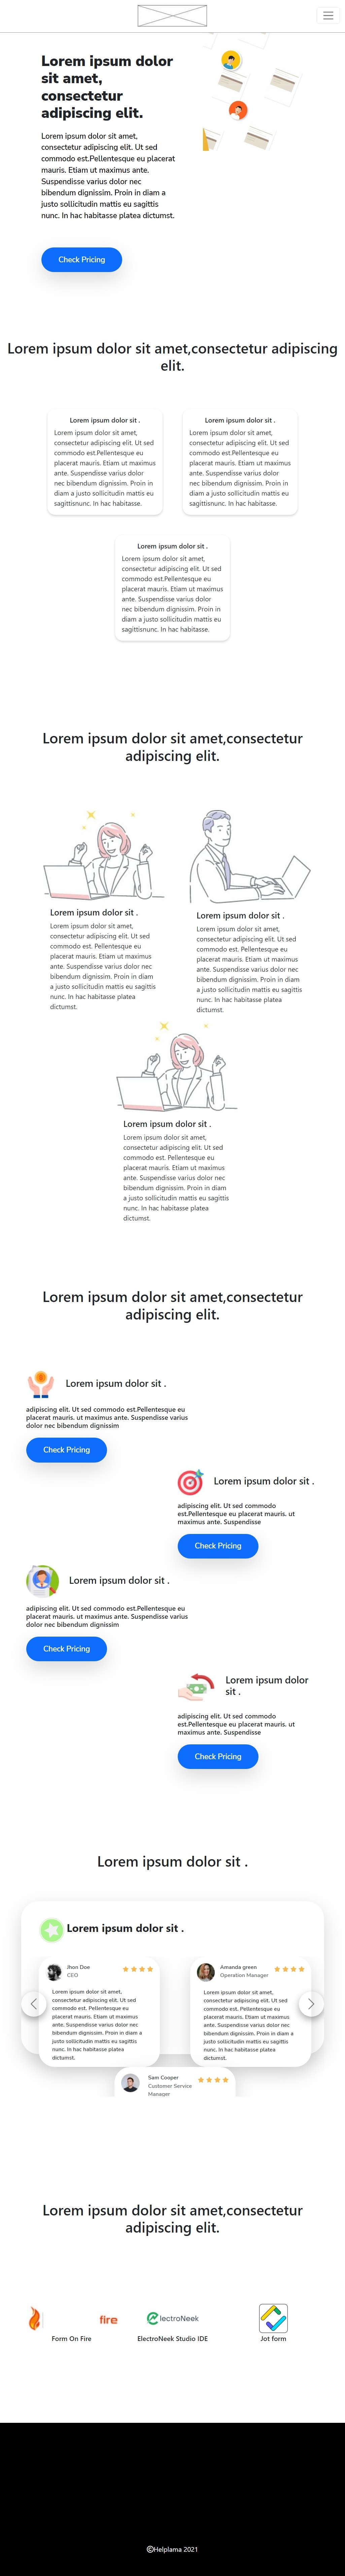 Lorem ipsum dolor
sit amet,
consectetur
adipiscing elit.
Lorem ipsum dolor sit amet,
consectetur adipiscing elit. Ut sed
commodo est.Pellentesque eu placerat
mauris. Etiam ut maximus ante.
Suspendisse varius dolor nec
bibendum dignissim. Proin in diam a
justo sollicitudin mattis eu sagittis
nunc. In hac habitasse platea dictumst.
Check Pricing
Lorem ipsum dolor sit amet,consectetur adipiscing
elit.
Lorem ipsum dolor sit .
Lorem ipsum dolor sit amet,
consectetur adipiscing elit. Ut sed
commodo est.Pellentesque eu
placerat mauris. Etiam ut maximus
ante. Suspendisse varius dolor
nec bibendum dignissim. Proin in
diam a justo sollicitudin mattis eu
sagittisnunc. In hac habitasse.
Lorem ipsum dolor sit .
Lorem ipsum dolor sit amet,
consectetur adipiscing elit. Ut sed
commodo est.Pellentesque eu
placerat mauris. Etiam ut maximus
ante. Suspendisse varius dolor
nec bibendum dignissim. Proin in
diam a justo sollicitudin mattis eu
sagittisnunc. In hac habitasse.
Lorem ipsum dolor sit .
Lorem ipsum dolor sit amet,
consectetur adipiscing elit. Ut sed
commodo est.Pellentesque eu
placerat mauris. Etiam ut maximus
ante. Suspendisse varius dolor
nec bibendum dignissim. Proin in
diam a justo sollicitudin mattis eu
sagittisnunc. In hac habitasse.
Lorem ipsum dolor sit amet,consectetur
adipiscing elit.
Lorem ipsum dolor sit .
Lorem ipsum dolor sit amet,
consectetur adipiscing elit. Ut sed
commodo est. Pellentesque eu
placerat mauris. Etiam ut maximus
ante. Suspendisse varius dolor nec
bibendum dignissim. Proin in diam
a justo sollicitudin mattis eu sagittis
nunc. In hac habitasse platea
dictumst.
Lorem ipsum dolor sit .
Lorem ipsum dolor sit amet,
consectetur adipiscing elit. Ut sed
commodo est. Pellentesque eu
placerat mauris. Etiam ut maximus
ante. Suspendisse varius dolor nec
bibendum dignissim. Proin in diam
a justo sollicitudin mattis eu sagittis
nunc. In hac habitasse platea
dictumst.
Lorem ipsum dolor sit .
Lorem ipsum dolor sit amet,
consectetur adipiscing elit. Ut sed
commodo est. Pellentesque eu
placerat mauris. Etiam ut maximus
ante. Suspendisse varius dolor nec
bibendum dignissim. Proin in diam
a justo sollicitudin mattis eu sagittis
nunc. In hac habitasse platea
dictumst.
Lorem ipsum dolor sit amet,consectetur
adipiscing elit.
Lorem ipsum dolor sit .
adipiscing elit. Ut sed commodo est.Pellentesque eu
placerat mauris. ut maximus ante. Suspendisse varius
dolor nec bibendum dignissim
Check Pricing
Lorem ipsum dolor sit .
adipiscing elit. Ut sed commodo
est.Pellentesque eu placerat mauris. ut
maximus ante. Suspendisse
Check Pricing
Lorem ipsum dolor sit .
adipiscing elit. Ut sed commodo est.Pellentesque eu
placerat mauris. ut maximus ante. Suspendisse varius
dolor nec bibendum dignissim
Check Pricing
Lorem ipsum dolor
sit .
adipiscing elit. Ut sed commodo
est.Pellentesque eu placerat mauris. ut
maximus ante. Suspendisse
Check Pricing
Lorem ipsum dolor sit .
Lorem ipsum dolor sit .
Jhon Doe
CEO
Lorem ipsum dolor sit amet,
consectetur adipiscing elit. Ut sed
commodo est. Pellentesque eu
placerat mauris. Etiam ut maximus
ante. Suspendisse varius dolor nec
bibendum dignissim. Proin in diam a
justo sollicitudin mattis eu sagittis
nunc. In hac habitasse platea
dictumst.
Amanda green
Operation Manager
Lorem ipsum dolor sit amet,
consectetur adipiscing elit. Ut sed
commodo est. Pellentesque eu
placerat mauris. Etiam ut maximus
ante. Suspendisse varius dolor nec
bibendum dignissim. Proin in diam a
justo sollicitudin mattis eu sagittis
nunc. In hac habitasse platea
dictumst.
Sam Cooper
Customer Service
Manager
Lorem ipsum dolor sit amet,consectetur
adipiscing elit.
fire
Form On Fire
ElectroNeek
ElectroNeek Studio IDE
Jot form
©Helplama 2021